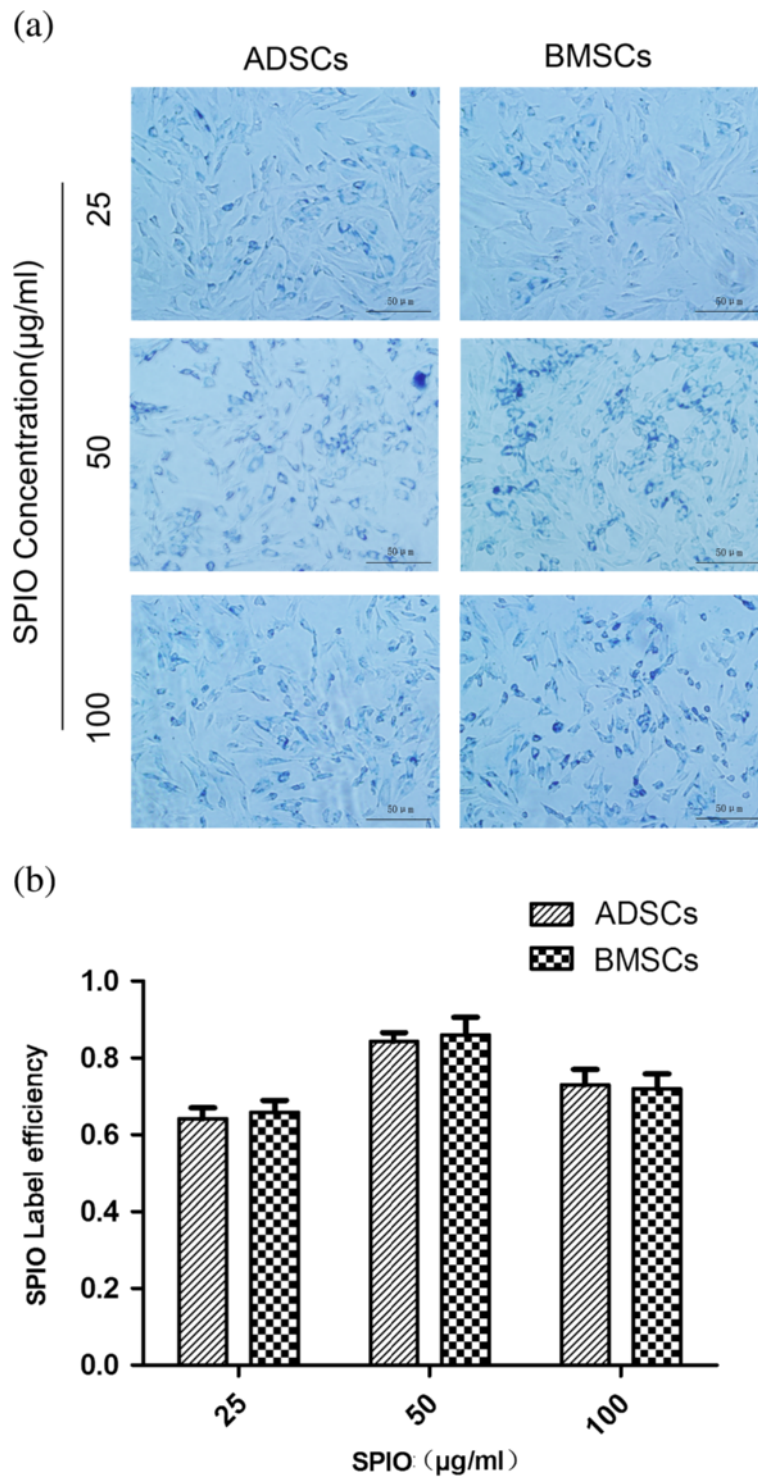 (a)
ADSCs BMSCs
SPIO Concentration(μg/ml)
25
50 μm 50 μm
50
50 μm 50 μm
100
50 μm 50 μm
(b)
ADSCs
BMSCs
SPIO Label efficiency
1.0
0.8
0.6
0.4
0.2
0.0
25 50 100
SPIO:(μg/ml)